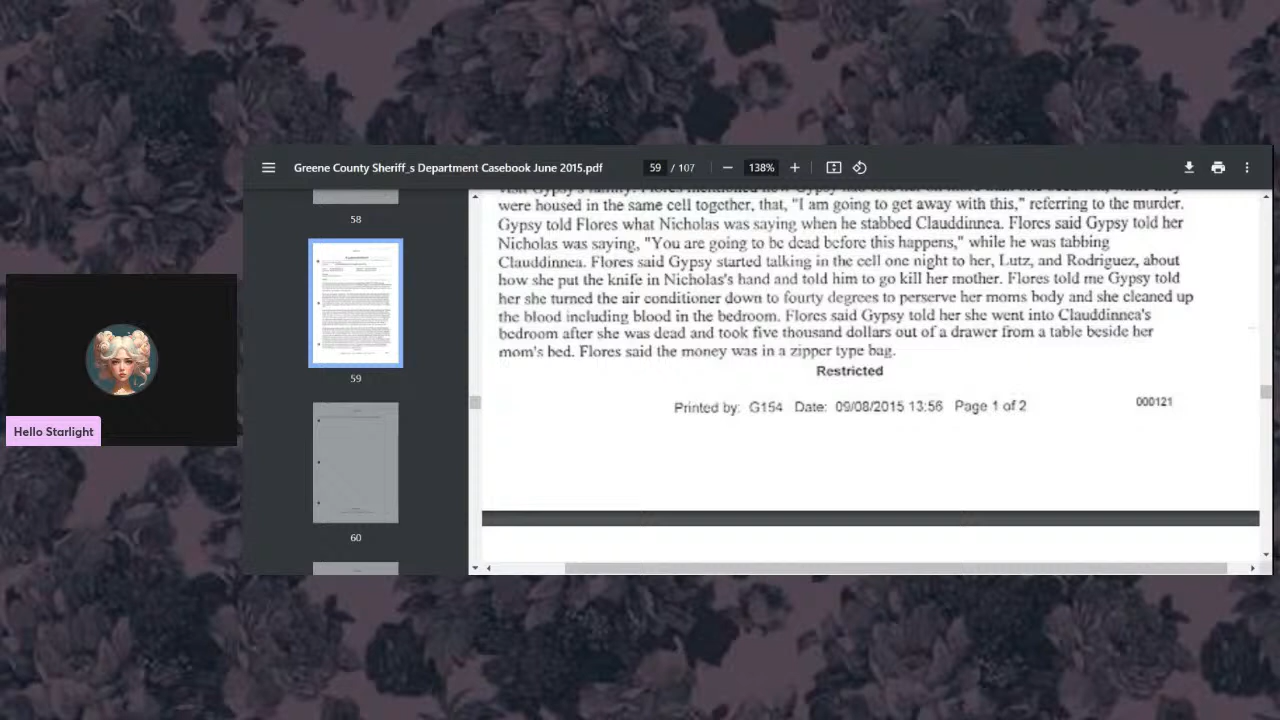 Greene County Sheriff_s Department Casebook June 2015.pdf
59 / 107
138%
58
59
60
Hello Starlight
were housed in the same cell together, that, "I am going to get away with this," referring to the murder.
Gypsy told Flores what Nicholas was saying when he stabbed Clauddinnea. Flores said Gypsy told her
Nicholas was saying, "You are going to be dead before this happens," while he was tabbing
Clauddinnea. Flores said Gypsy started talking in the cell one night to her, Lutz, and Rodriguez, about
how she put the knife in Nicholas's hand and told him to go kill her mother. Flores told me Gypsy told
her she turned the air conditioner down to fourty degrees to perserve her moms body and she cleaned up
the blood including blood in the bedroom. Flores said Gypsy told her she went into Clauddinnea's
bedroom after she was dead and took five thousand dollars out of a drawer from a table beside her
mom's bed. Flores said the money was in a zipper type bag.
Restricted
Printed by: G154 Date: 09/08/2015 13:56 Page 1 of 2
000121